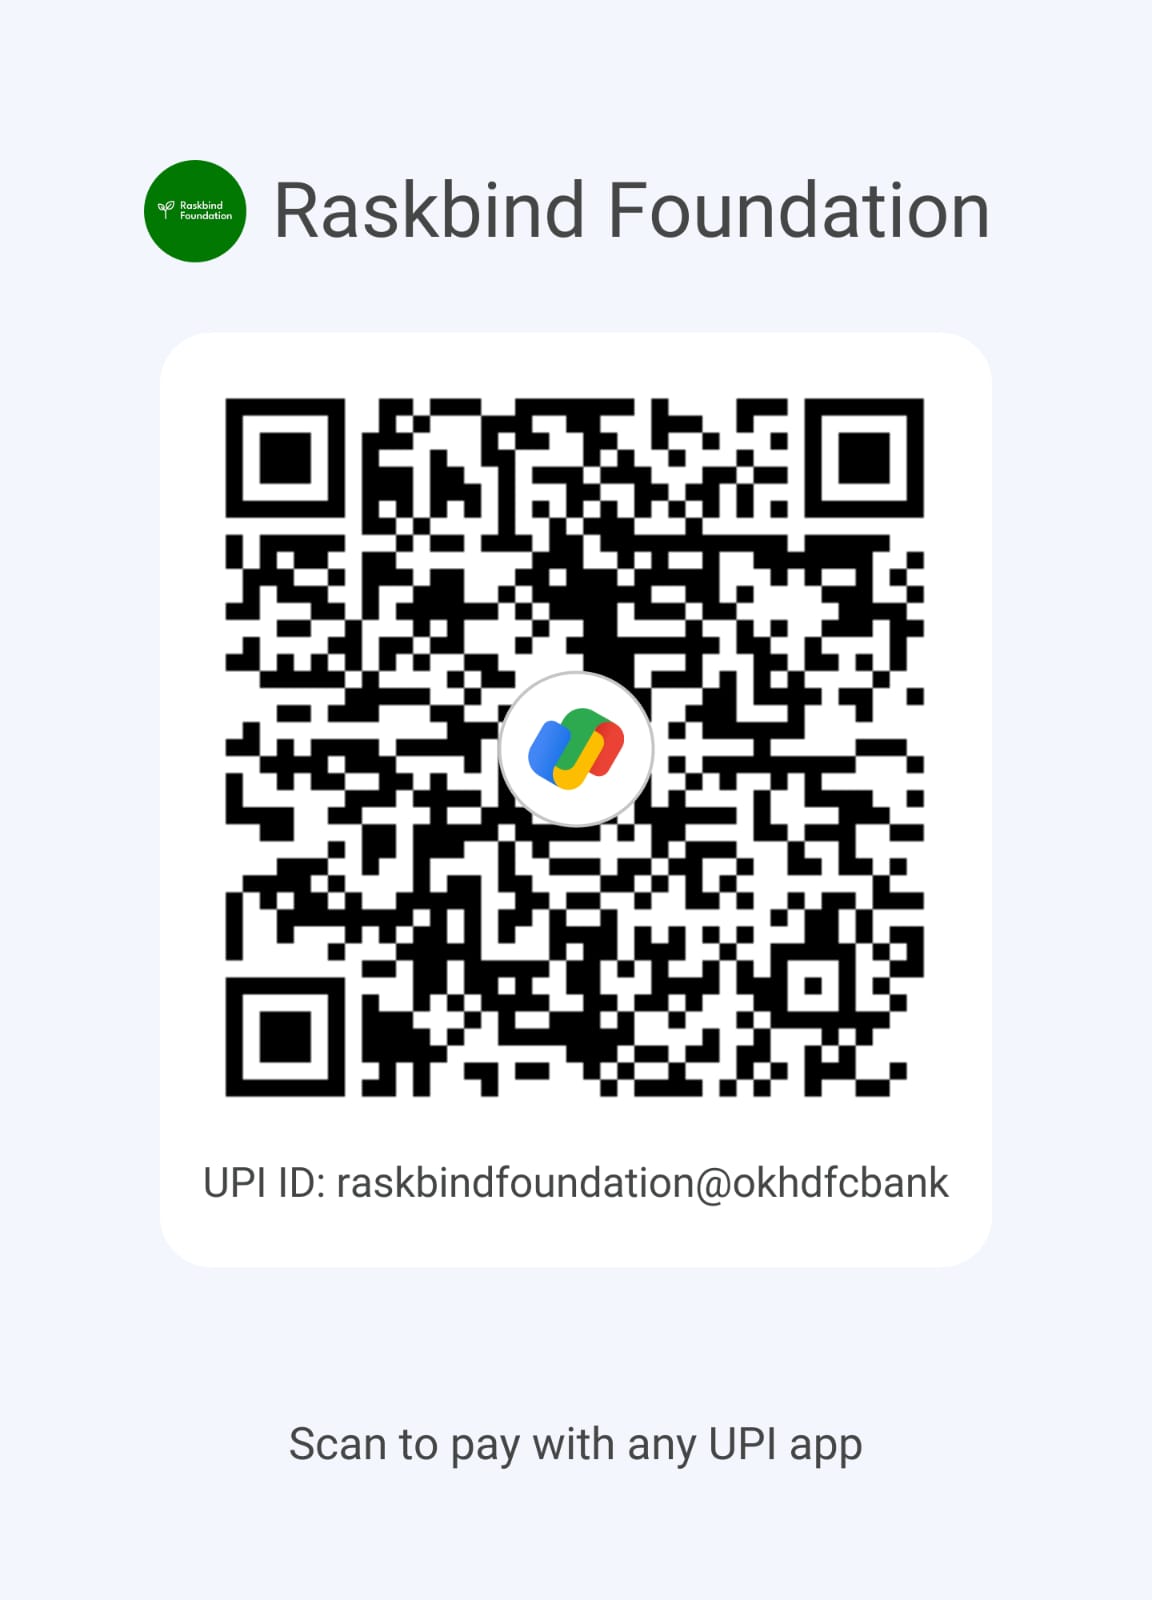 Raskbind
Foundation
Raskbind Foundation
UPI ID: raskbindfoundation@okhdfcbank
Scan to pay with any UPI app